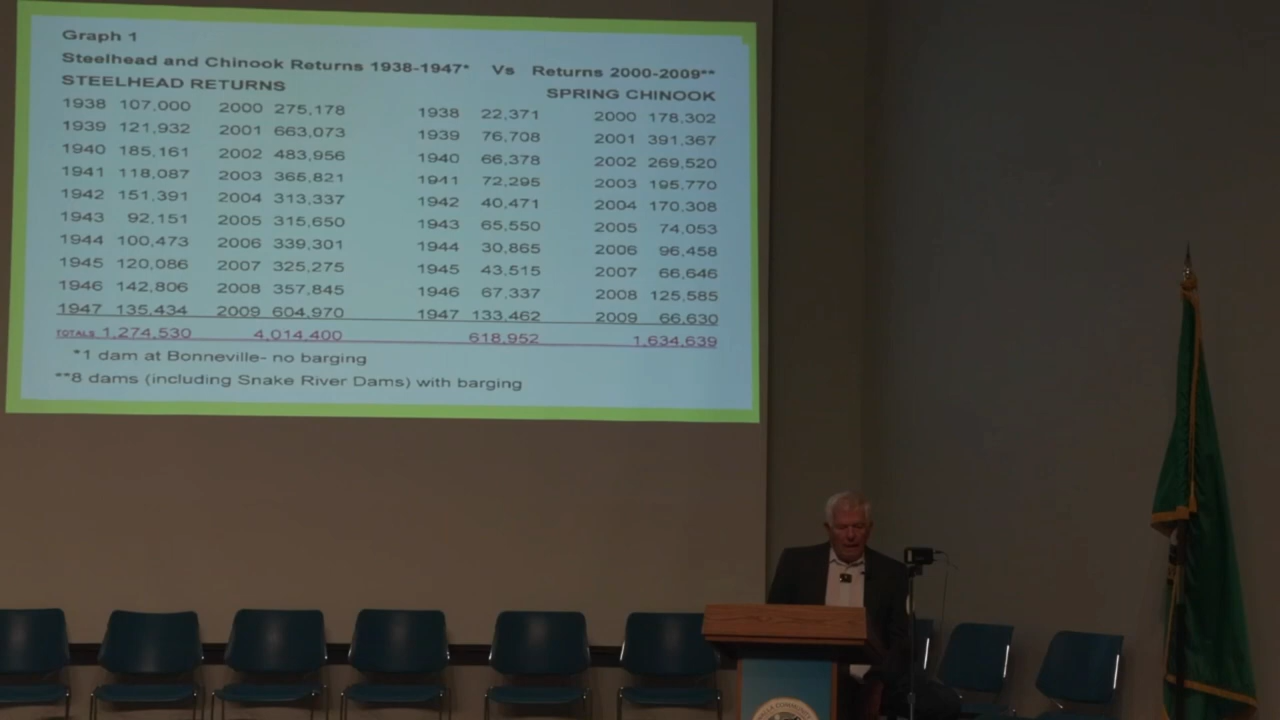 Graph 1
Steelhead and Chinook Returns 1938-1947* Vs Returns 2000-2009**
STEELHEAD RETURNS SPRING CHINOOK
1938 107,000 2000 275,178 1938 22,371 2000 178,302
1939 121,932 2001 663,073 1939 76,708 2001 391,367
1940 185,161 2002 483,956 1940 66,378 2002 269,520
1941 118,087 2003 365,821 1941 72,295 2003 195,770
1942 151,391 2004 313,337 1942 40,471 2004 170,308
1943 92,151 2005 315,650 1943 65,550 2005 74,053
1944 100,473 2006 339,301 1944 30,865 2006 96,458
1945 120,086 2007 325,275 1945 43,515 2007 66,646
1946 142,806 2008 357,845 1946 67,337 2008 125,585
1947 135,434 2009 604,970 1947 133,462 2009 66,630
TOTALS 1,274,530 4,014,400 618,952 1,634,639
*1 dam at Bonneville- no barging
**8 dams (including Snake River Dams) with barging